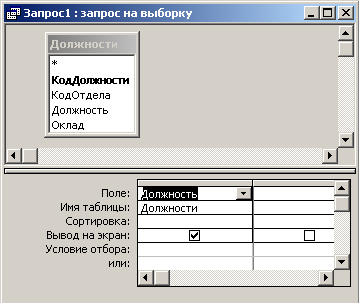 Запрос1 : запрос на выборку
Должности
*
КодДолжности
КодОтдела
Должность
Оклад
Поле: Должность
Имя таблицы: Должности
Сортировка:
Вывод на экран:
Условие отбора:
или: